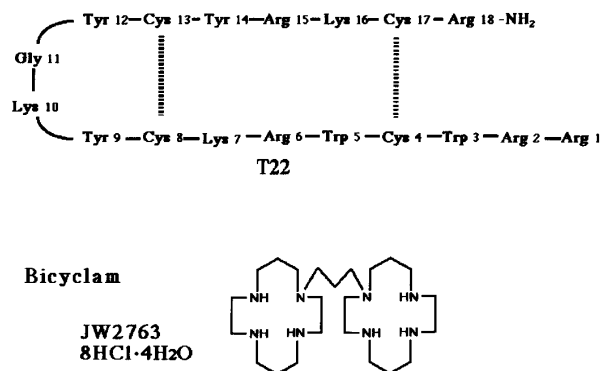 Tyr 12—Cys 13—Tyr 14—Arg 15—Lys 16—Cys 17—Arg 18 -NH2
Gly 11
Lys 10
Tyr 9—Cys 8—Lys 7—Arg 6—Trp 5—Cys 4—Trp 3—Arg 2—Arg 1
T22
Bicyclam
NH N N HN
NH HN NH HN
JW2763
8HCl·4H2O